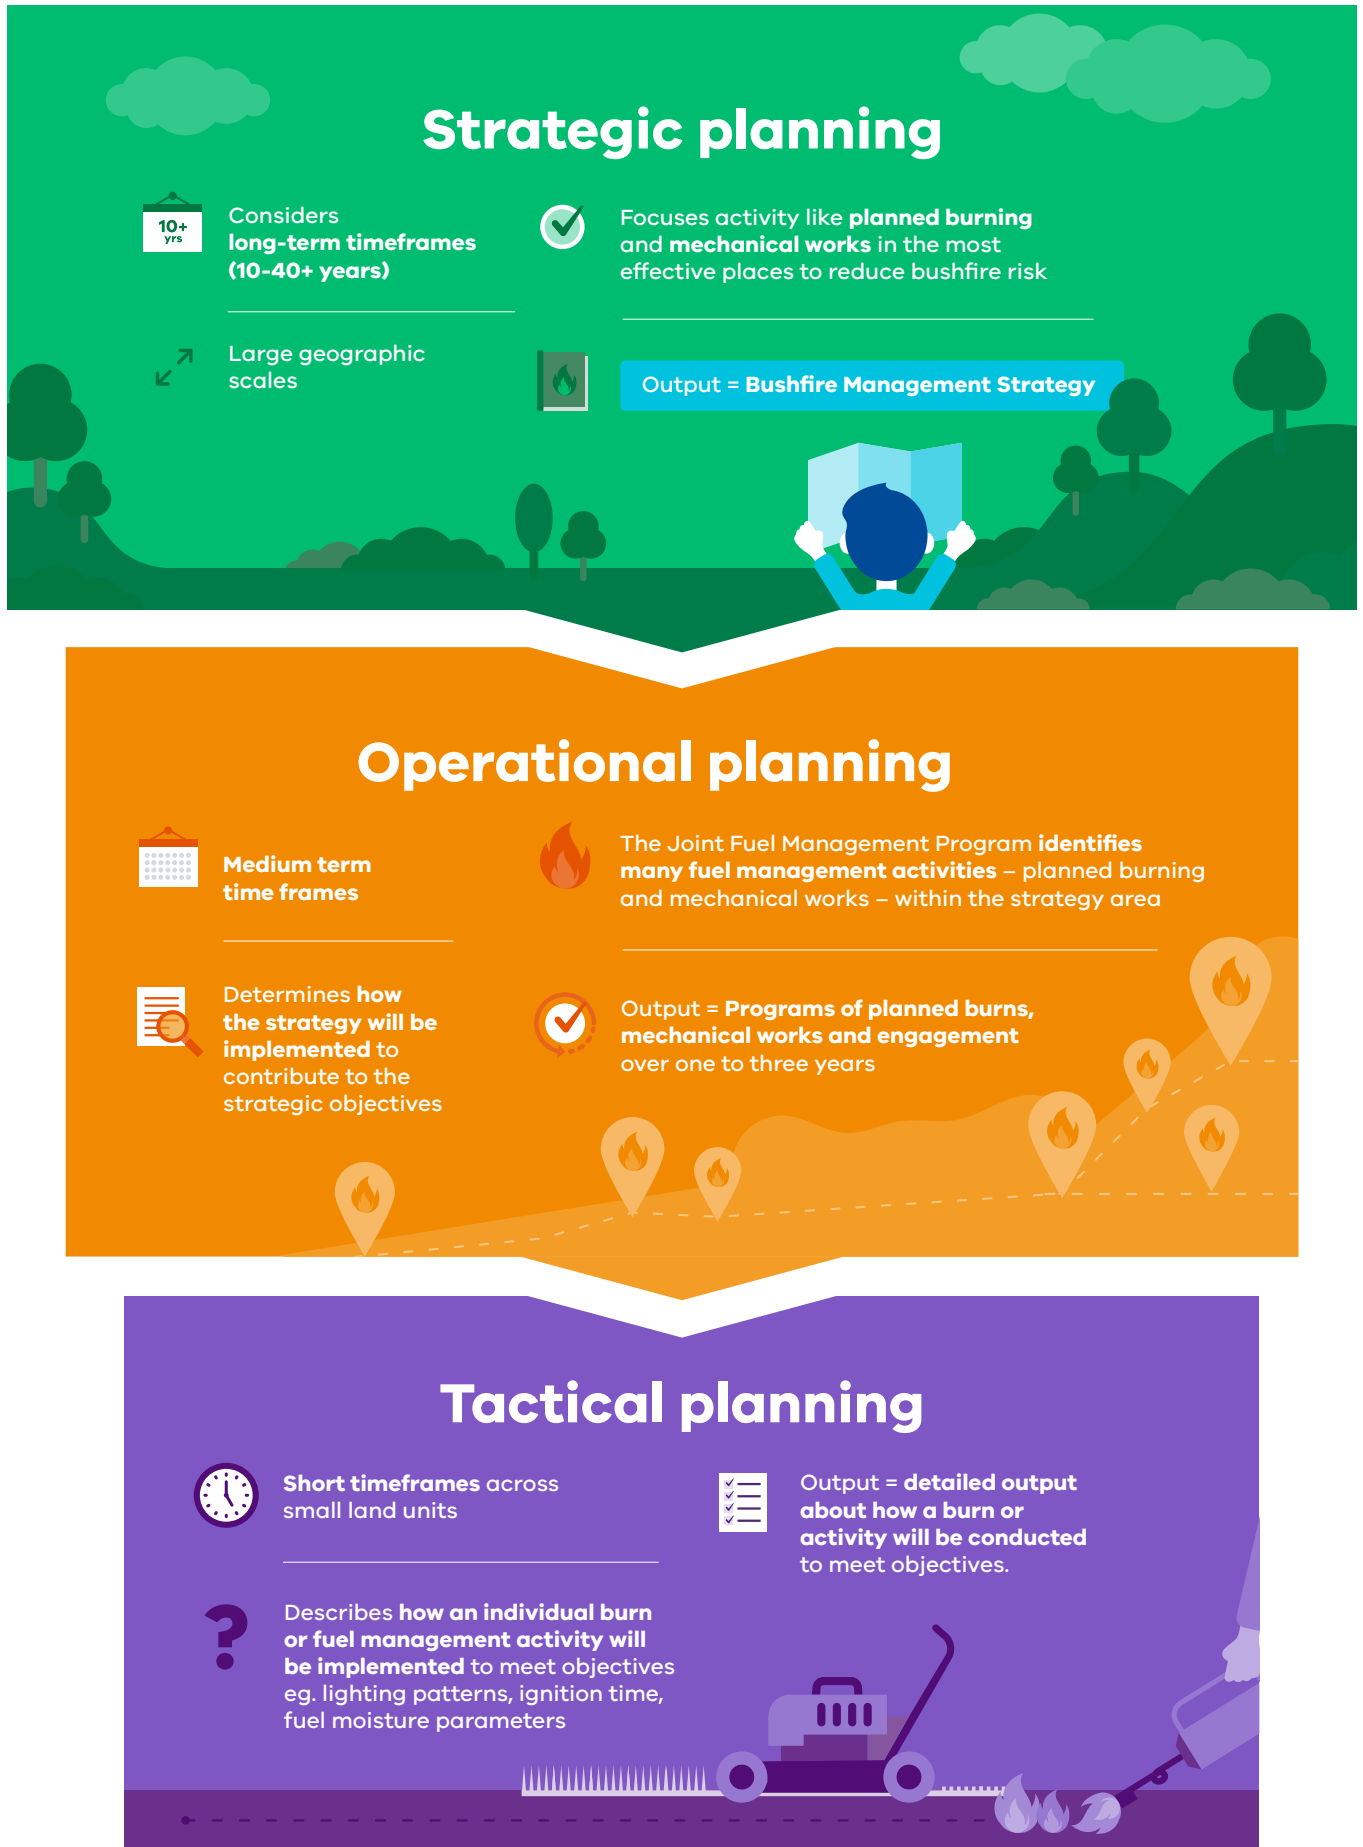 Strategic planning
10+
yrs
Considers
long-term timeframes
(10-40+ years)
Large geographic
scales
Focuses activity like planned burning
and mechanical works in the most
effective places to reduce bushfire risk
Output = Bushfire Management Strategy
Operational planning
Medium term
time frames
Determines how
the strategy will be
implemented to
contribute to the
strategic objectives
The Joint Fuel Management Program identifies
many fuel management activities – planned burning
and mechanical works – within the strategy area
Output = Programs of planned burns,
mechanical works and engagement
over one to three years
Tactical planning
Short timeframes across
small land units
?
Describes how an individual burn
or fuel management activity will
be implemented to meet objectives
eg. lighting patterns, ignition time,
fuel moisture parameters
Output = detailed output
about how a burn or
activity will be conducted
to meet objectives.